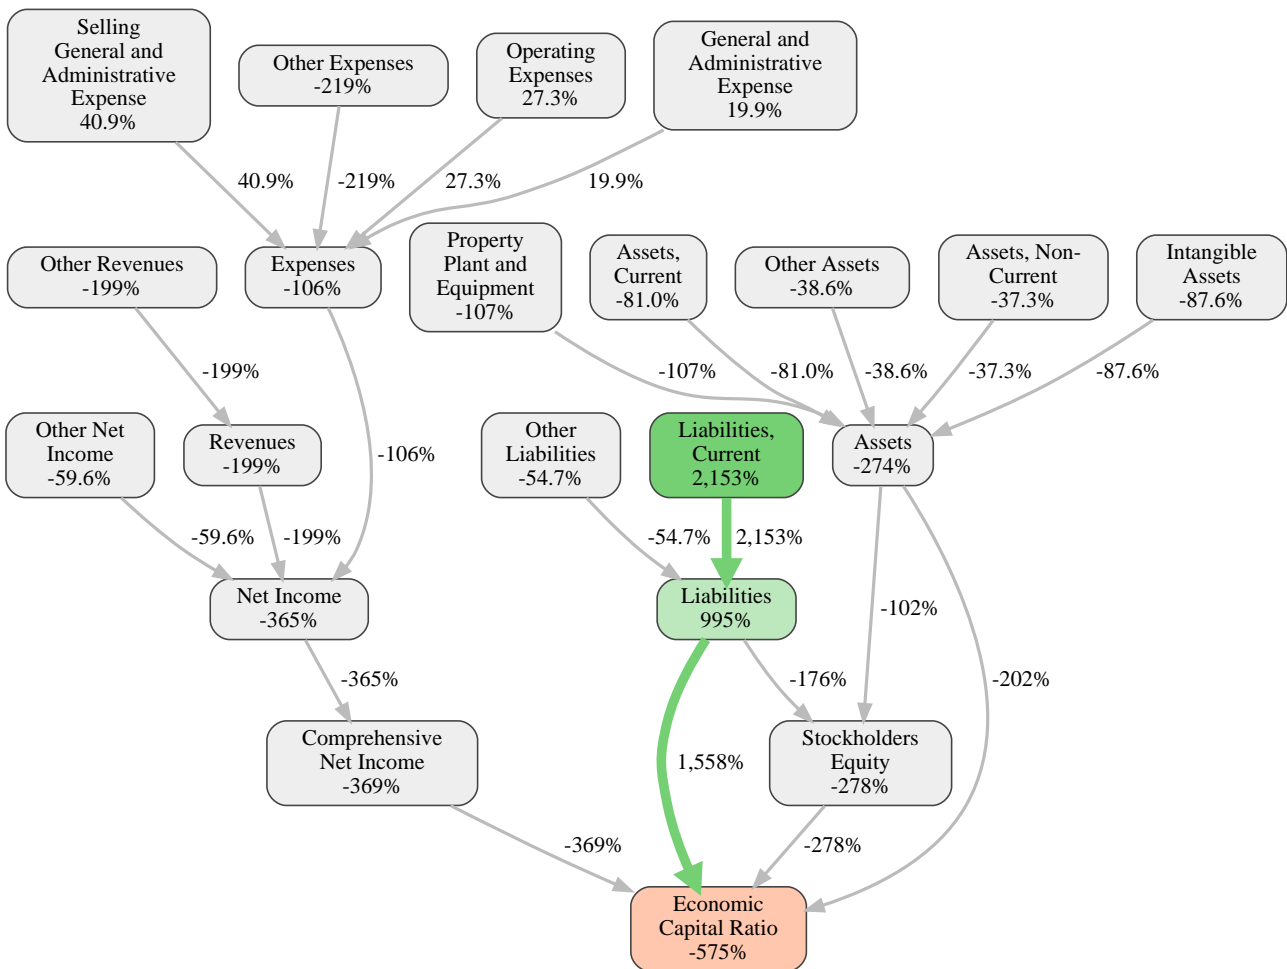 Selling
General and
Administrative
Expense
40.9%
Other Expenses
-219%
Operating
Expenses
27.3%
General and
Administrative
Expense
19.9%
40.9%
-219%
27.3%
19.9%
Other Revenues
-199%
Expenses
-106%
Property
Plant and
Equipment
-107%
Assets,
Current
-81.0%
Other Assets
-38.6%
Assets, Non-
Current
-37.3%
Intangible
Assets
-87.6%
-199%
-107%
-81.0%
-38.6%
-37.3%
-87.6%
Other Net
Income
-59.6%
Revenues
-199%
-106%
Other
Liabilities
-54.7%
Liabilities,
Current
2,153%
Assets
-274%
-59.6%
-199%
-54.7%
2,153%
Net Income
-365%
Liabilities
995%
-102%
-365%
-176%
-202%
Comprehensive
Net Income
-369%
1,558%
Stockholders
Equity
-278%
-369%
-278%
Economic
Capital Ratio
-575%